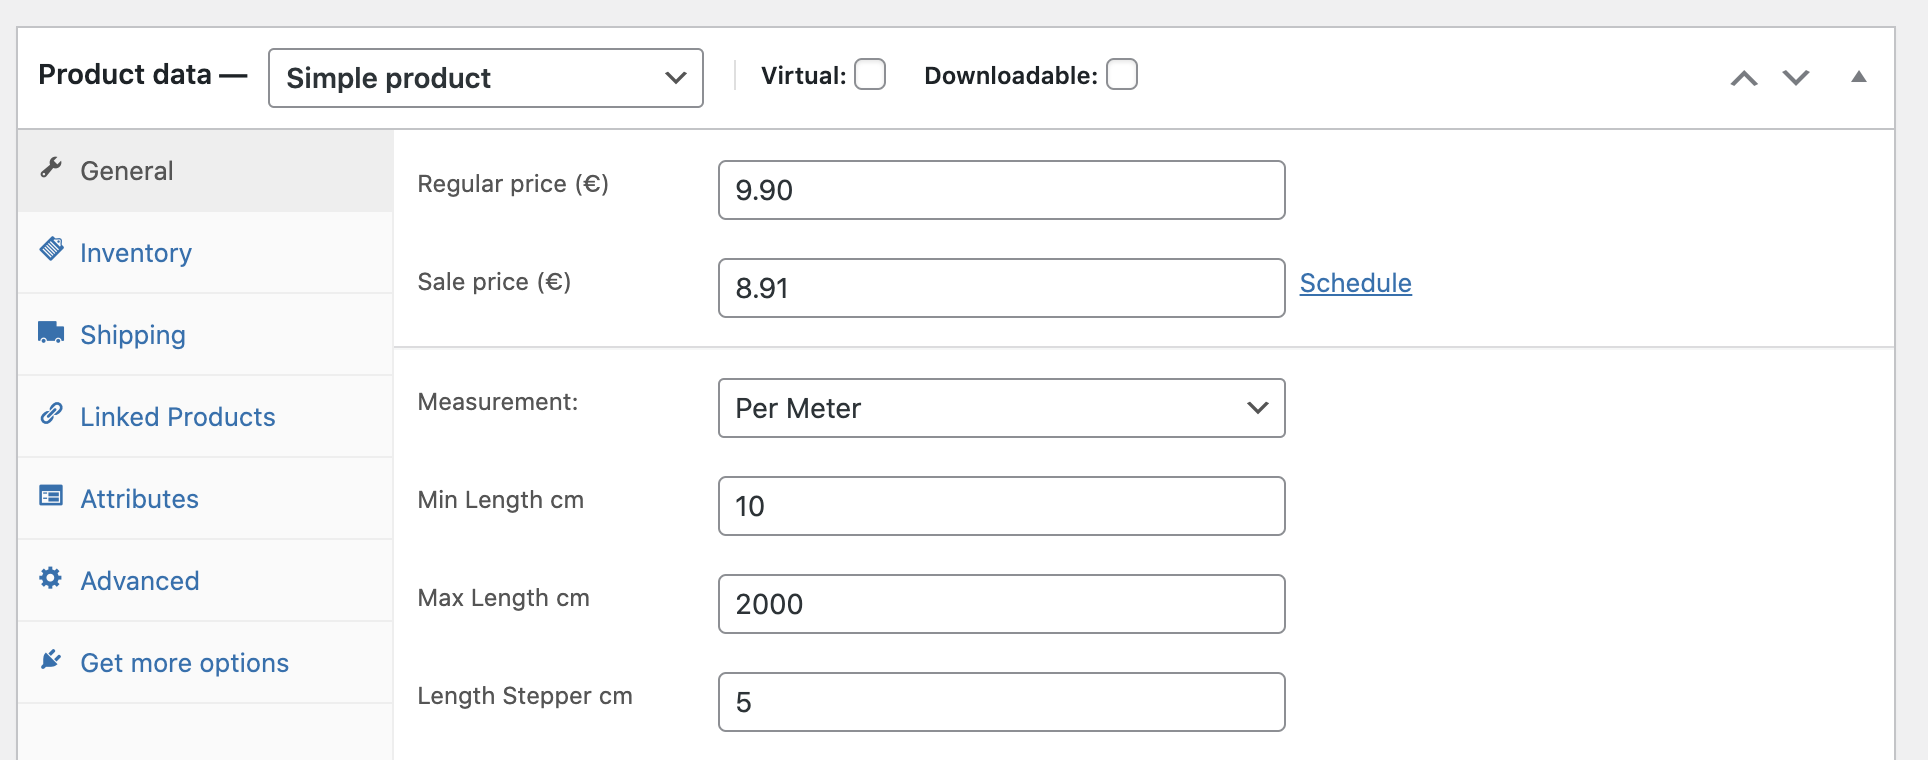 Product data — Simple product Virtual: Downloadable:
General
Inventory
Shipping
Linked Products
Attributes
Advanced
Get more options
Regular price (€) 9.90
Sale price (€) 8.91 Schedule
Measurement: Per Meter
Min Length cm 10
Max Length cm 2000
Length Stepper cm 5